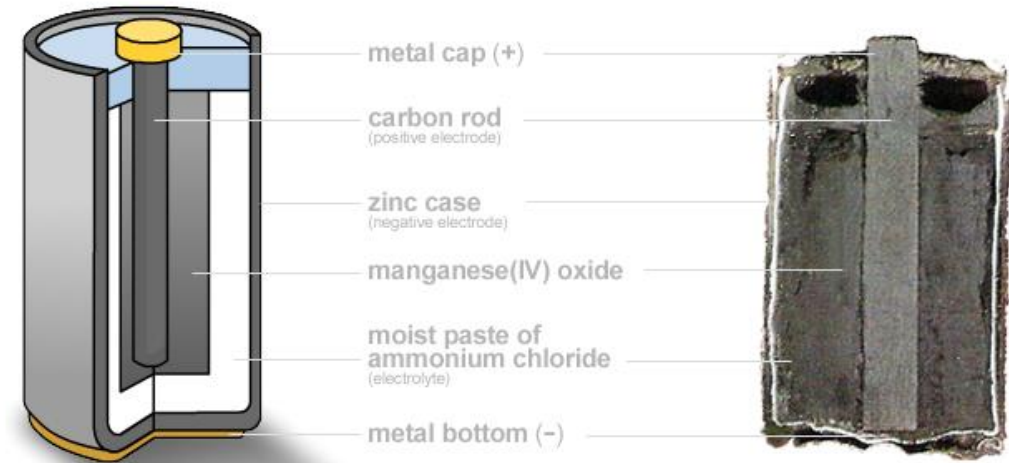 metal cap (+)
carbon rod
(positive electrode)
zinc case
(negative electrode)
manganese(IV) oxide
moist paste of
ammonium chloride
(electrolyte)
metal bottom (−)